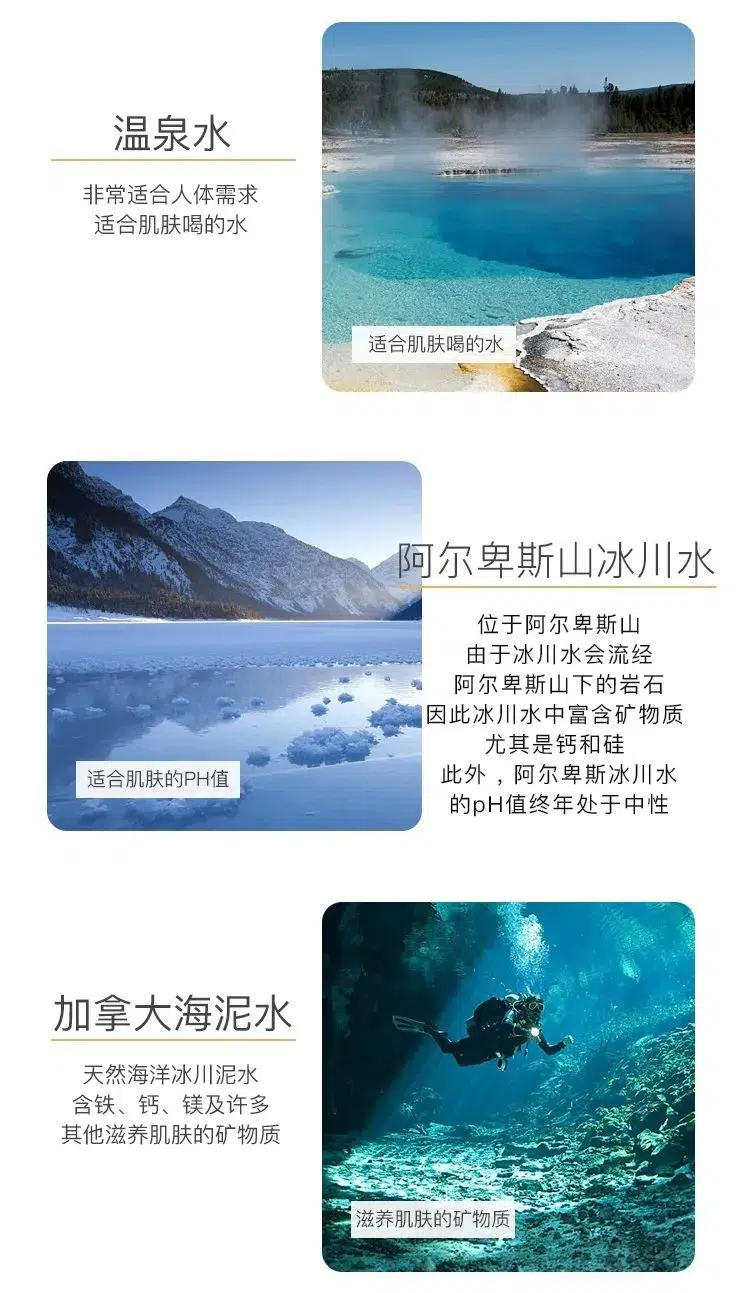 温泉水
非常适合人体需求
适合肌肤喝的水
适合肌肤喝的水
阿尔卑斯山冰川水
位于阿尔卑斯山
由于冰川水会流经
阿尔卑斯山下的岩石
因此冰川水中富含矿物质
尤其是钙和硅
此外，阿尔卑斯冰川水
的pH值终年处于中性
适合肌肤的PH值
加拿大海泥水
天然海洋冰川泥水
含铁、钙、镁及许多
其他滋养肌肤的矿物质
滋养肌肤的矿物质